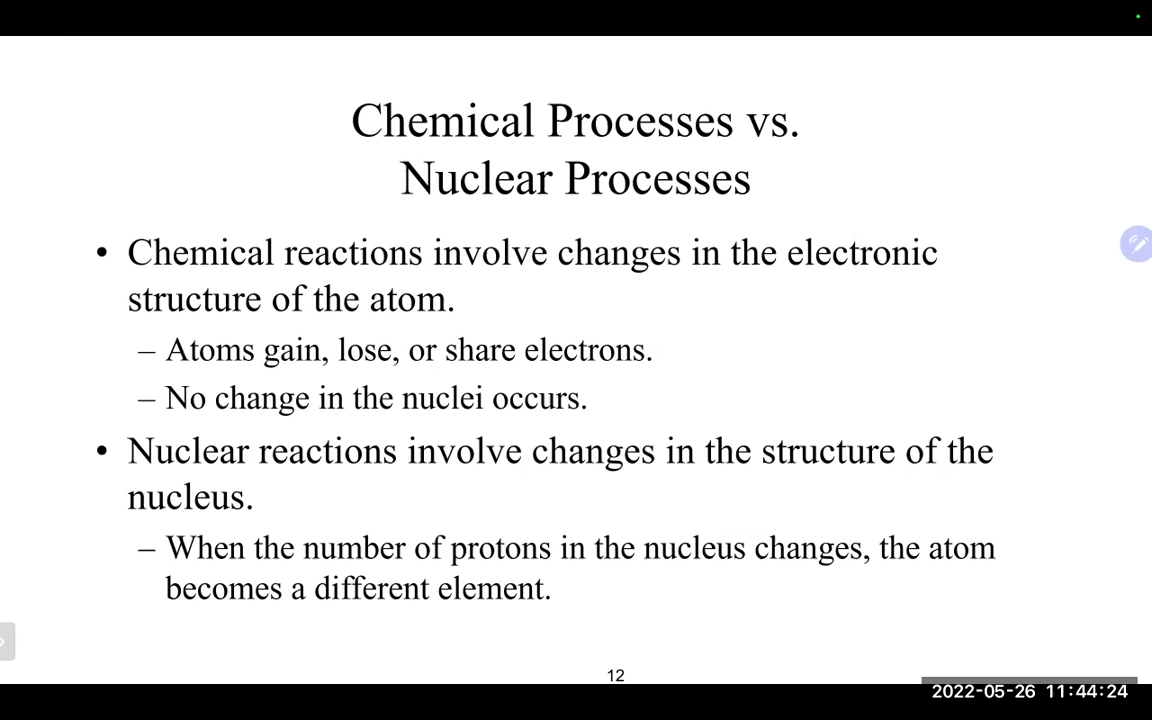 Chemical Processes vs.
Nuclear Processes
• Chemical reactions involve changes in the electronic
structure of the atom.
– Atoms gain, lose, or share electrons.
– No change in the nuclei occurs.
• Nuclear reactions involve changes in the structure of the
nucleus.
– When the number of protons in the nucleus changes, the atom
becomes a different element.
12
2022-05-26 11:44:24